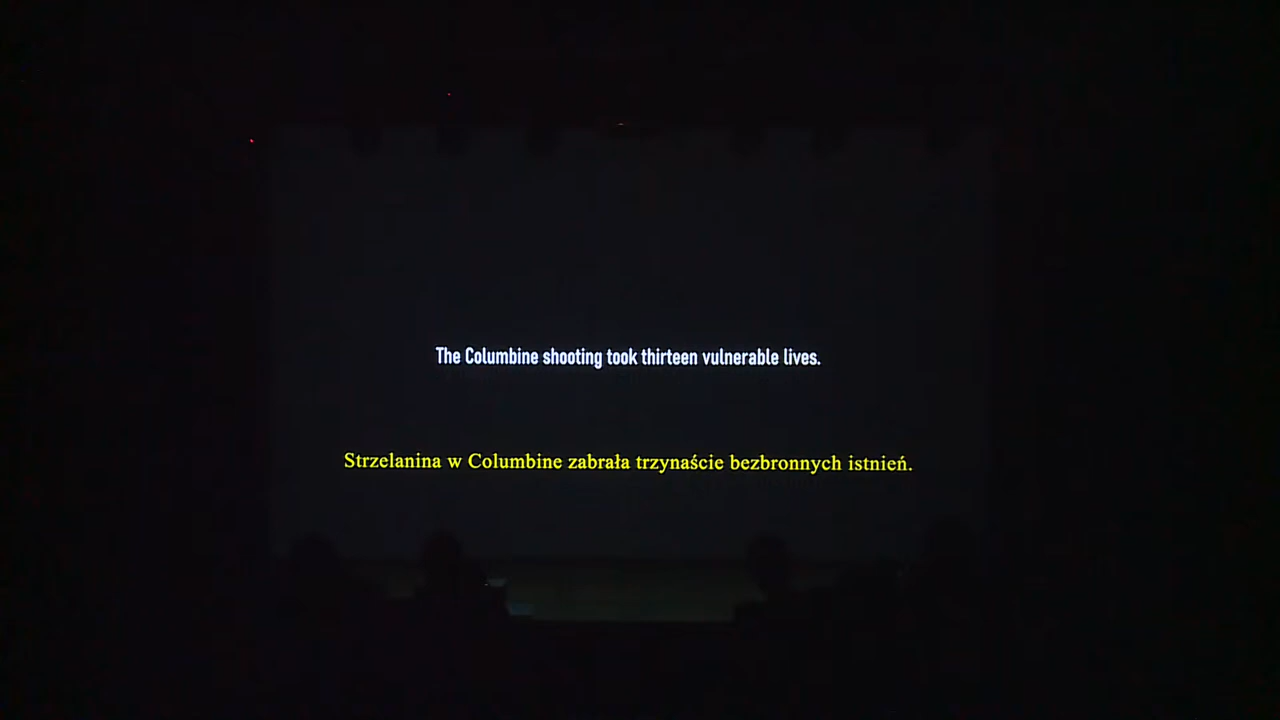 The Columbine shooting took thirteen vulnerable lives.
Strzelanina w Columbine zabrała trzynaście bezbronnych istnień.